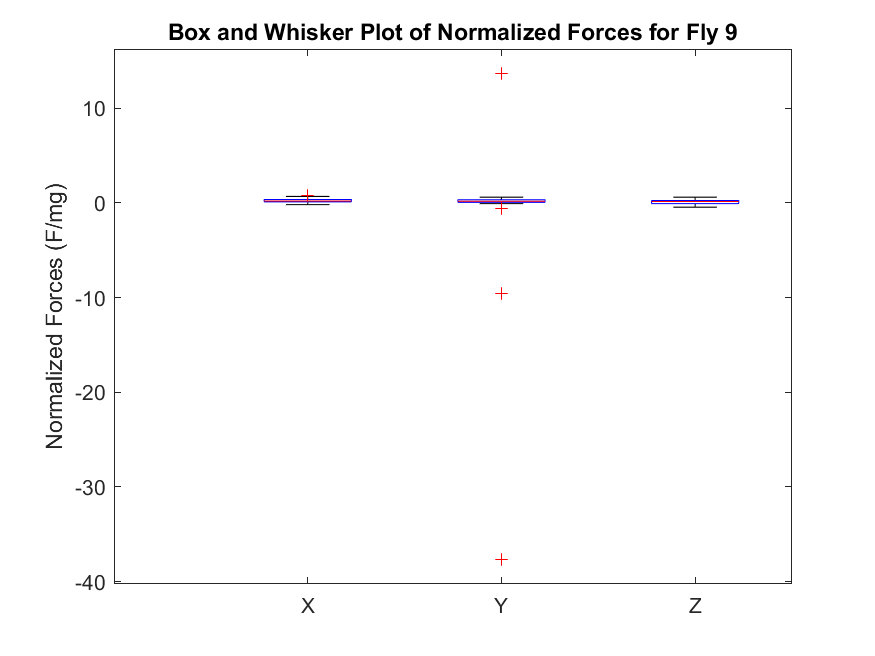 Box and Whisker Plot of Normalized Forces for Fly 9
Normalized Forces (F/mg)
10
0
-10
-20
-30
-40
X
Y
Z